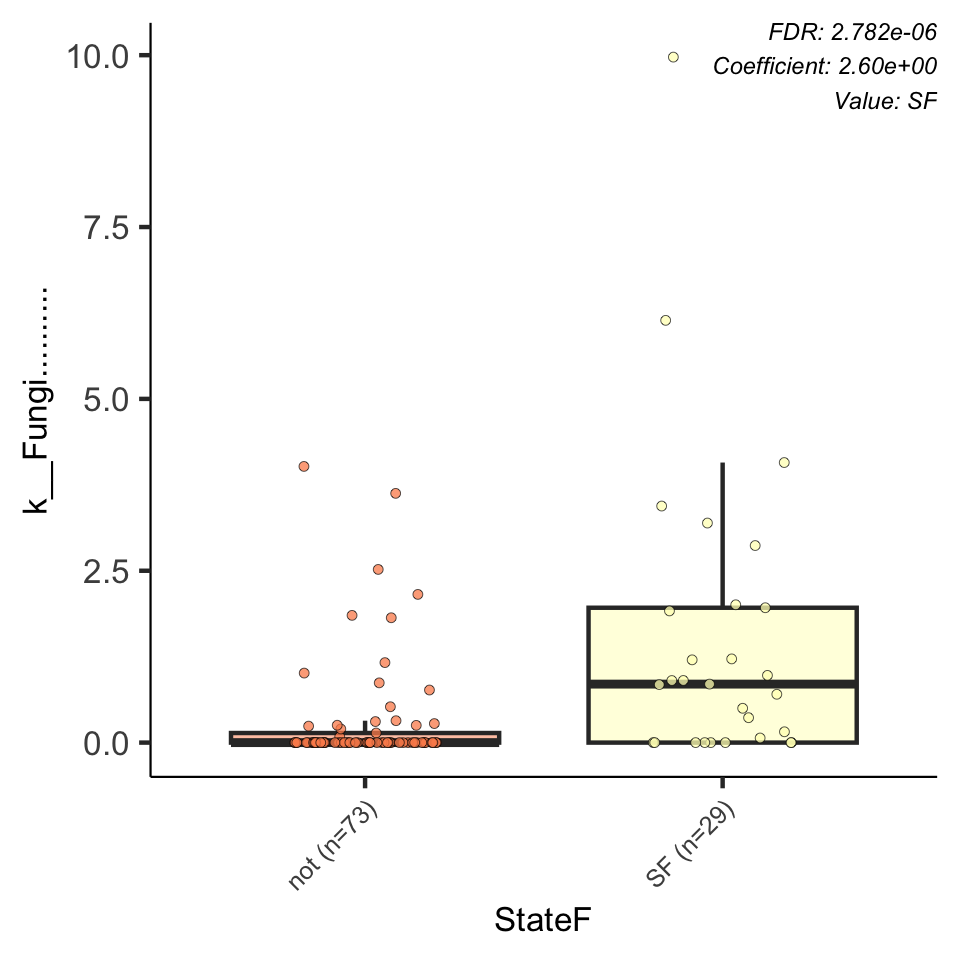 FDR: 2.782e-06
Coefficient: 2.60e+00
Value: SF
10.0
7.5
5.0
2.5
0.0
k__Fungi..........
not (n=73)
SF (n=29)
StateF